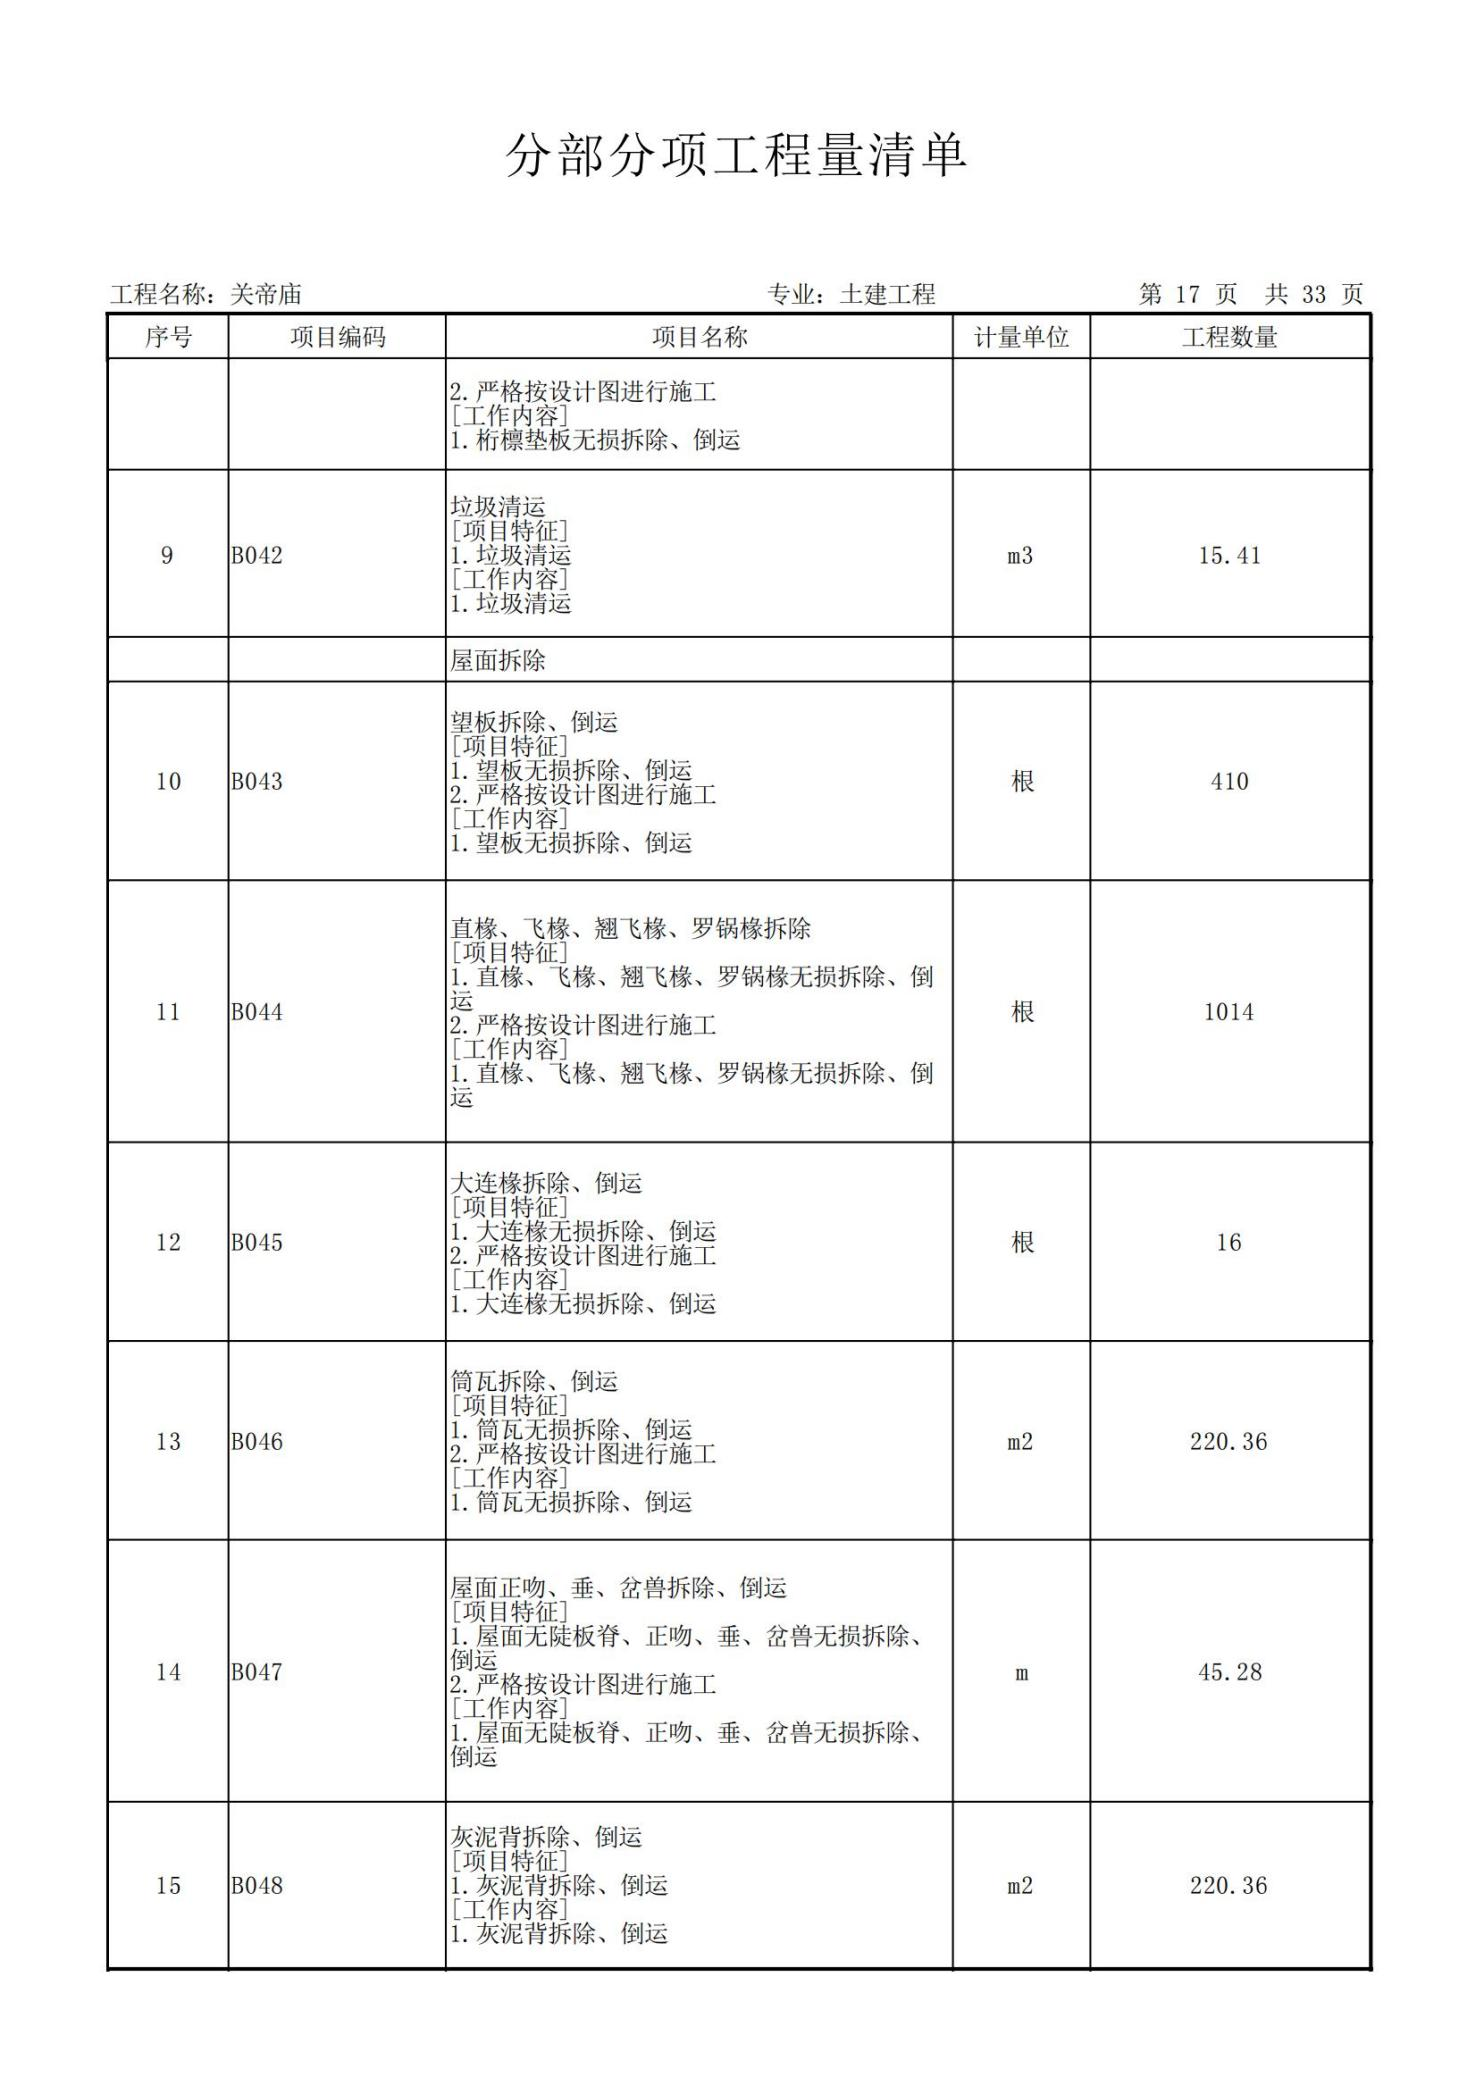 分部分项工程量清单
工程名称：关帝庙 专业：土建工程 第 17 页 共 33 页
序号 项目编码 项目名称 计量单位 工程数量
2.严格按设计图进行施工
[工作内容]
1.桁檩垫板无损拆除、倒运
9 B042 m3 15.41
垃圾清运
[项目特征]
1.垃圾清运
[工作内容]
1.垃圾清运
屋面拆除
10 B043 根 410
望板拆除、倒运
[项目特征]
1.望板无损拆除、倒运
2.严格按设计图进行施工
[工作内容]
1.望板无损拆除、倒运
11 B044 根 1014
直椽、飞椽、翘飞椽、罗锅椽拆除
[项目特征]
1.直椽、飞椽、翘飞椽、罗锅椽无损拆除、倒
运
2.严格按设计图进行施工
[工作内容]
1.直椽、飞椽、翘飞椽、罗锅椽无损拆除、倒
运
12 B045 根 16
大连椽拆除、倒运
[项目特征]
1.大连椽无损拆除、倒运
2.严格按设计图进行施工
[工作内容]
1.大连椽无损拆除、倒运
13 B046 m2 220.36
筒瓦拆除、倒运
[项目特征]
1.筒瓦无损拆除、倒运
2.严格按设计图进行施工
[工作内容]
1.筒瓦无损拆除、倒运
14 B047 m 45.28
屋面正吻、垂、岔兽拆除、倒运
[项目特征]
1.屋面无陡板脊、正吻、垂、岔兽无损拆除、
倒运
2.严格按设计图进行施工
[工作内容]
1.屋面无陡板脊、正吻、垂、岔兽无损拆除、
倒运
15 B048 m2 220.36
灰泥背拆除、倒运
[项目特征]
1.灰泥背拆除、倒运
[工作内容]
1.灰泥背拆除、倒运